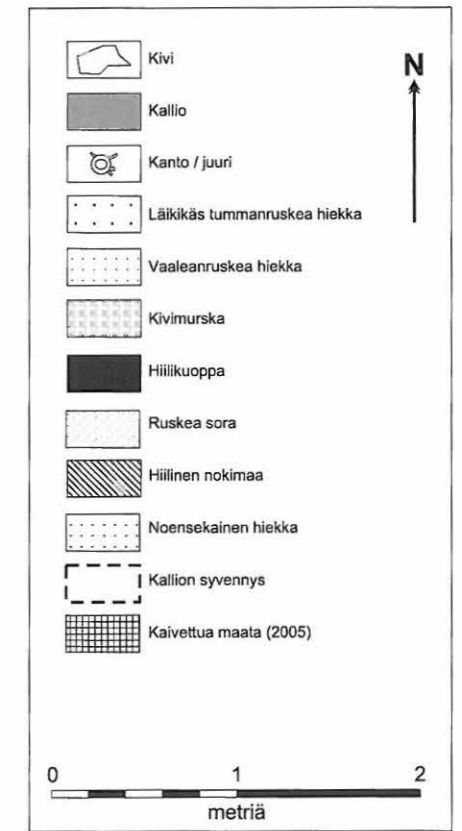 Kivi
N
Kallio
Kanto / juuri
Läikikäs tummanruskea hiekka
Vaaleanruskea hiekka
Kivimurska
Hiilikuoppa
Ruskea sora
Hiilinen nokimaa
Noensekainen hiekka
Kallion syvennys
Kaivettua maata (2005)
0 1 2
metriä